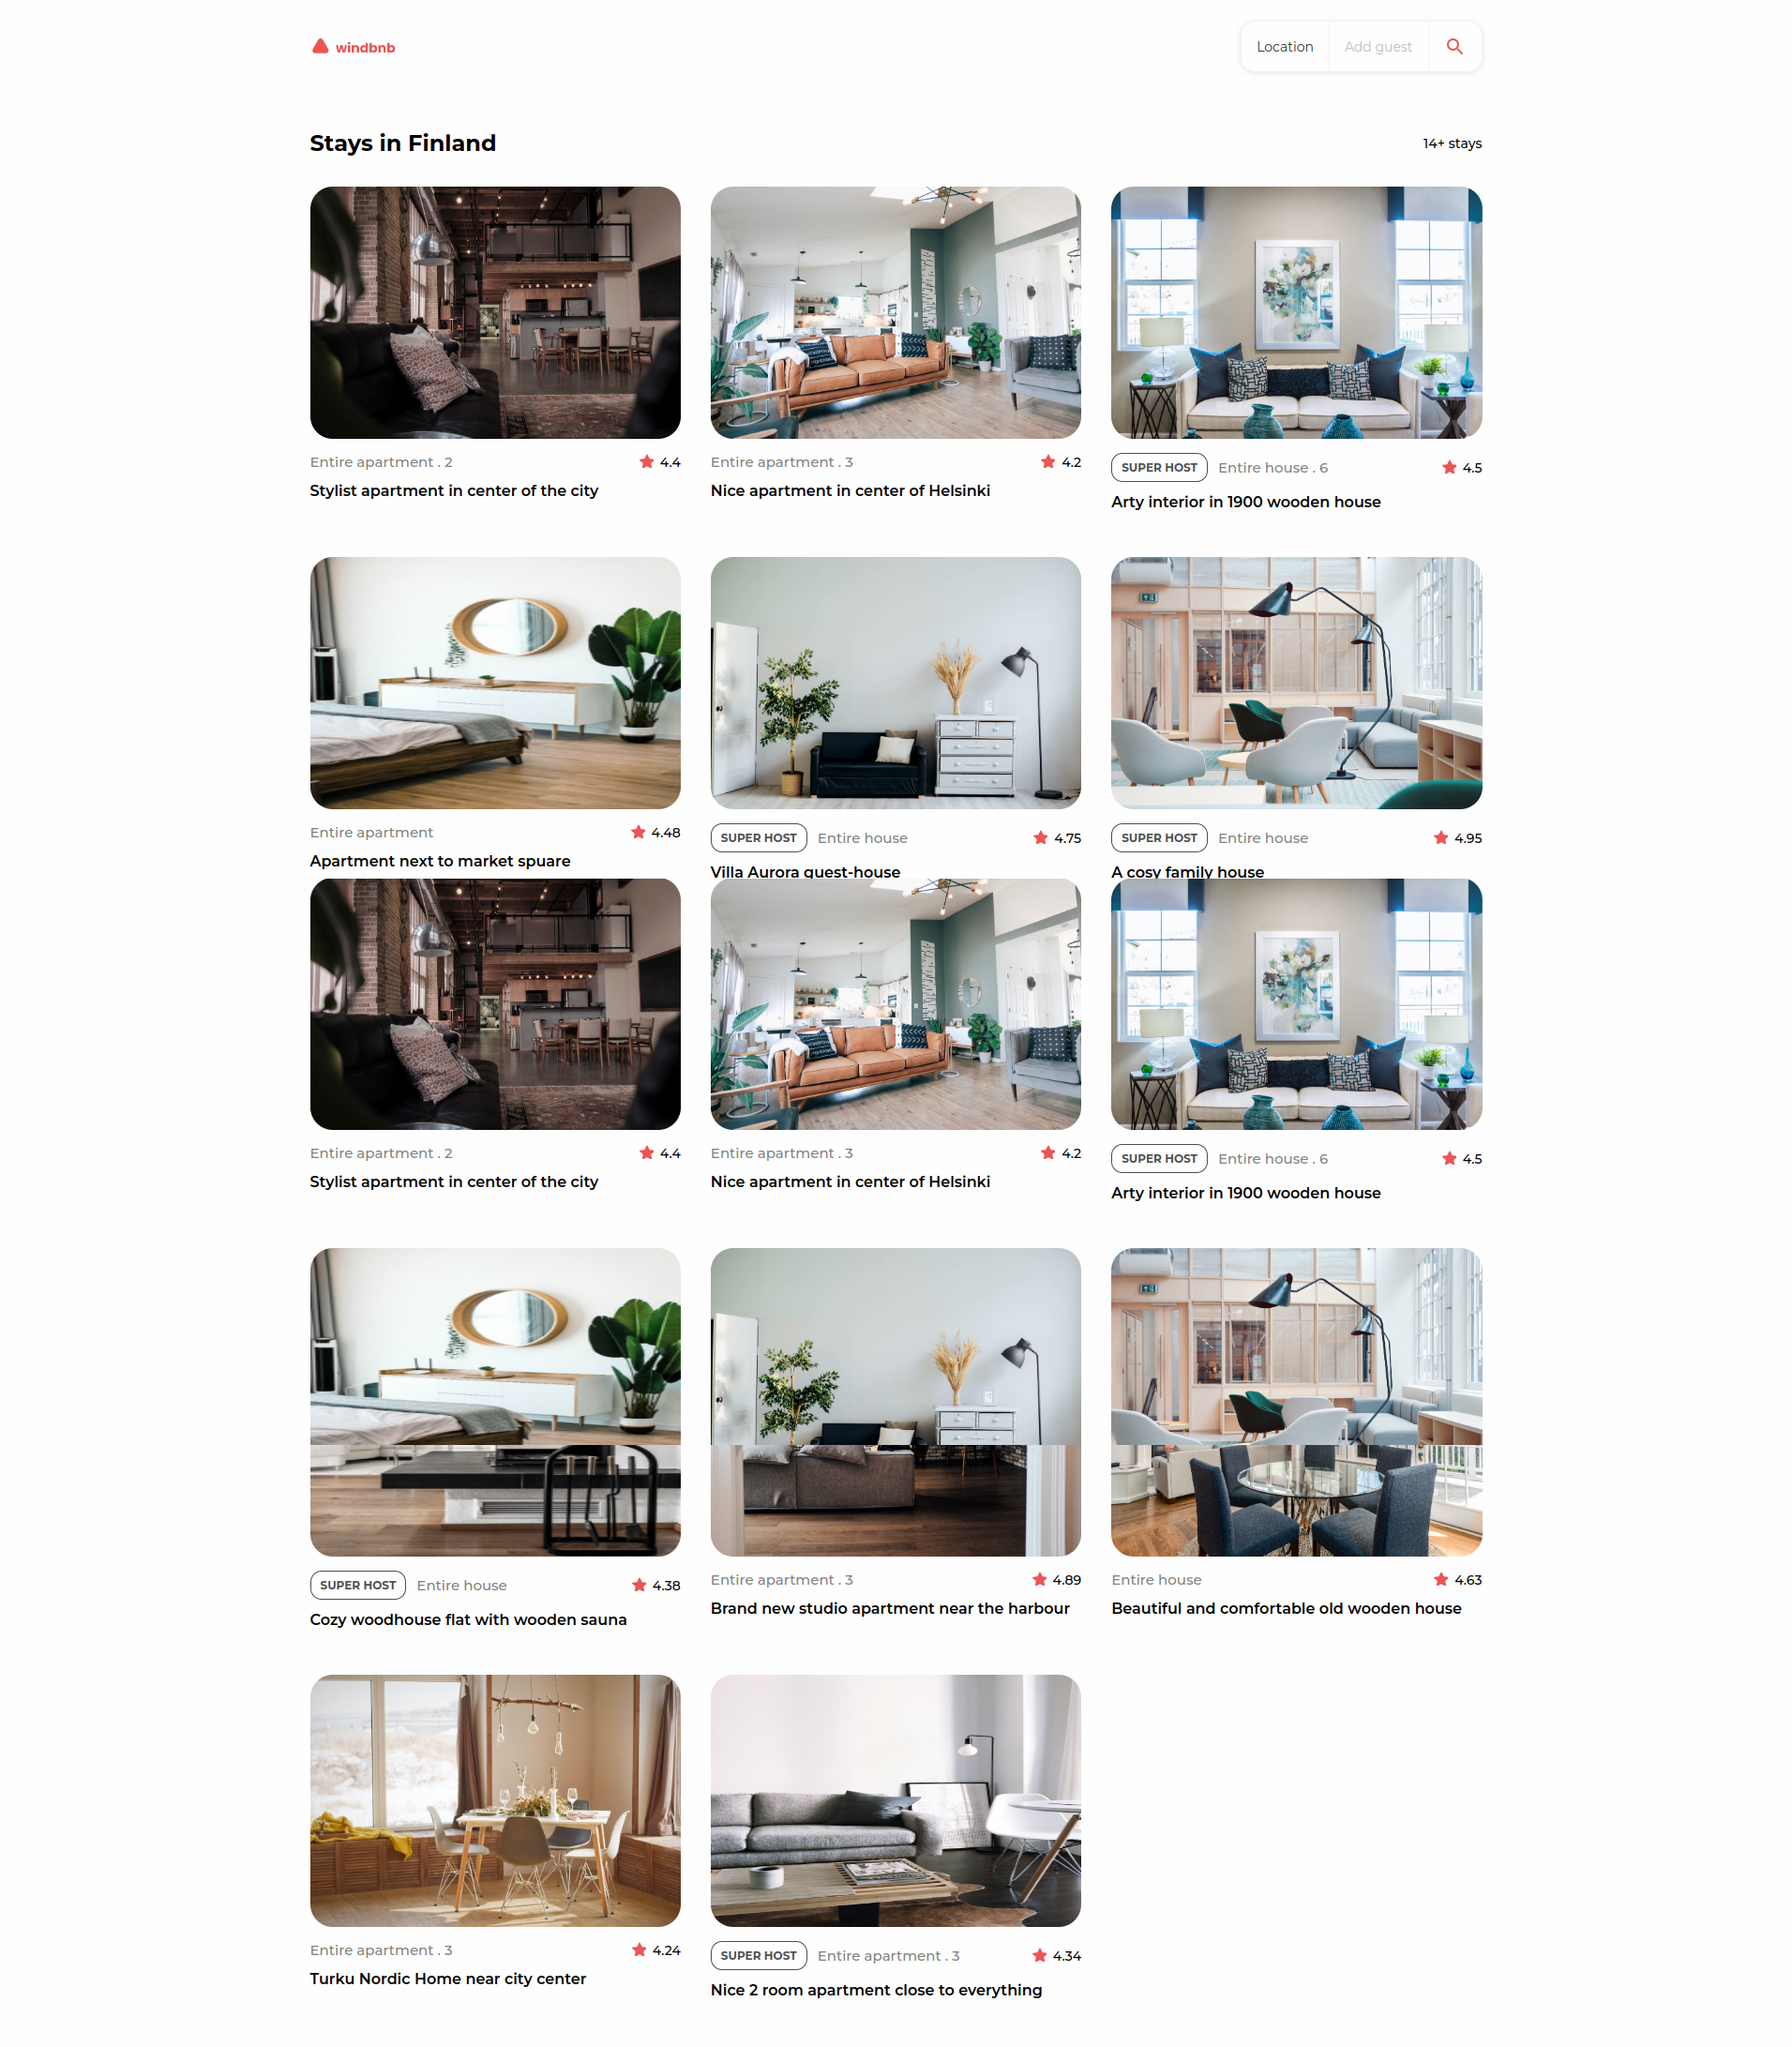 windbnb
Location Add guest
Stays in Finland 14+ stays
Entire apartment . 2 4.4
Stylist apartment in center of the city
Entire apartment . 3 4.2
Nice apartment in center of Helsinki
SUPER HOST Entire house . 6 4.5
Arty interior in 1900 wooden house
Entire apartment 4.48
Apartment next to market spuare
SUPER HOST Entire house 4.75
Villa Aurora guest-house
SUPER HOST Entire house 4.95
A cosy family house
Entire apartment . 2 4.4
Stylist apartment in center of the city
Entire apartment . 3 4.2
Nice apartment in center of Helsinki
SUPER HOST Entire house . 6 4.5
Arty interior in 1900 wooden house
SUPER HOST Entire house 4.38
Cozy woodhouse flat with wooden sauna
Entire apartment . 3 4.89
Brand new studio apartment near the harbour
Entire house 4.63
Beautiful and comfortable old wooden house
Entire apartment . 3 4.24
Turku Nordic Home near city center
SUPER HOST Entire apartment . 3 4.34
Nice 2 room apartment close to everything